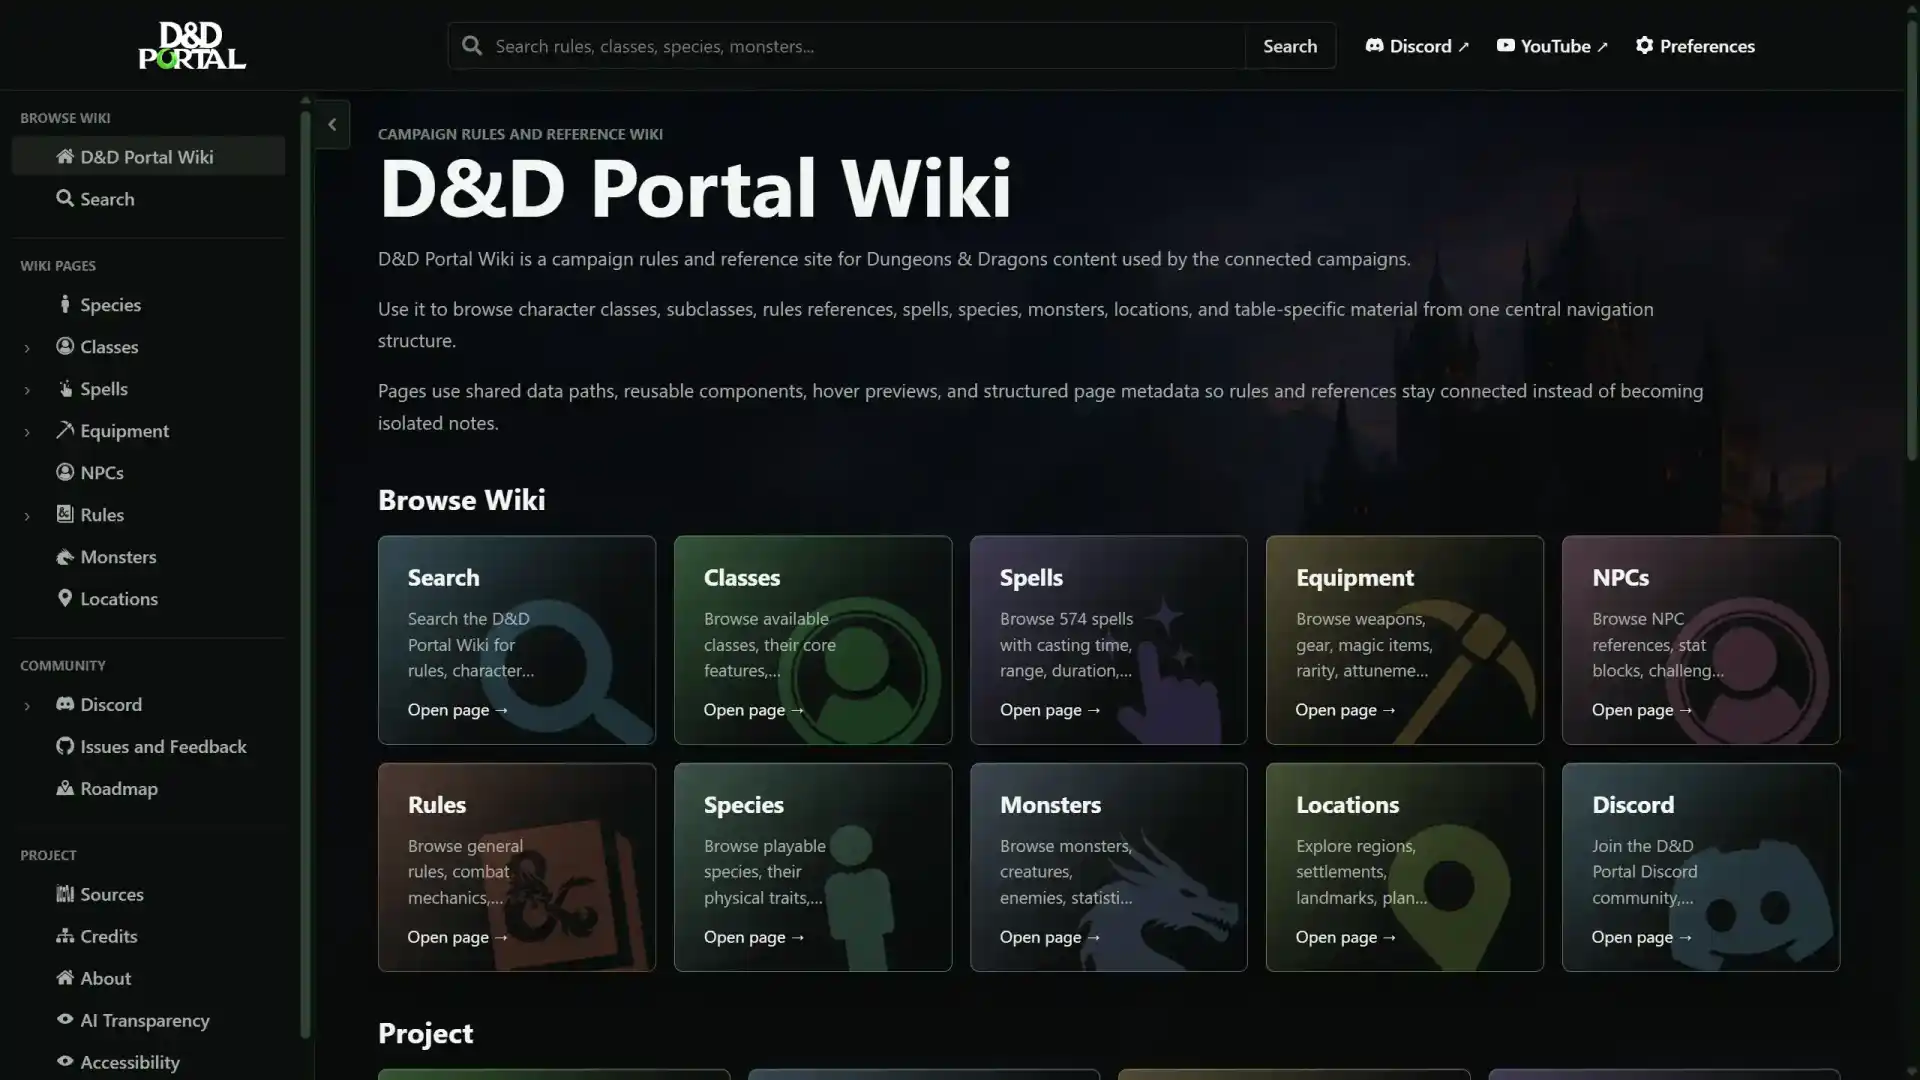 D&D
PORTAL
Search rules, classes, species, monsters...
Search
Discord ↗
YouTube ↗
Preferences
BROWSE WIKI
D&D Portal Wiki
Search
WIKI PAGES
Species
Classes
Spells
Equipment
NPCs
Rules
Monsters
Locations
COMMUNITY
Discord
Issues and Feedback
Roadmap
PROJECT
Sources
Credits
About
AI Transparency
Accessibility
CAMPAIGN RULES AND REFERENCE WIKI
D&D Portal Wiki
D&D Portal Wiki is a campaign rules and reference site for Dungeons & Dragons content used by the connected campaigns.
Use it to browse character classes, subclasses, rules references, spells, species, monsters, locations, and table-specific material from one central navigation
structure.
Pages use shared data paths, reusable components, hover previews, and structured page metadata so rules and references stay connected instead of becoming
isolated notes.
Browse Wiki
Search
Search the D&D
Portal Wiki for
rules, character...
Open page →
Classes
Browse available
classes, their core
features,...
Open page →
Spells
Browse 574 spells
with casting time,
range, duration,...
Open page →
Equipment
Browse weapons,
gear, magic items,
rarity, attuneme...
Open page →
NPCs
Browse NPC
references, stat
blocks, challeng...
Open page →
Rules
Browse general
rules, combat
mechanics,...
Open page →
Species
Browse playable
species, their
physical traits,...
Open page →
Monsters
Browse monsters,
creatures,
enemies, statisti...
Open page →
Locations
Explore regions,
settlements,
landmarks, plan...
Open page →
Discord
Join the D&D
Portal Discord
community,...
Open page →
Project